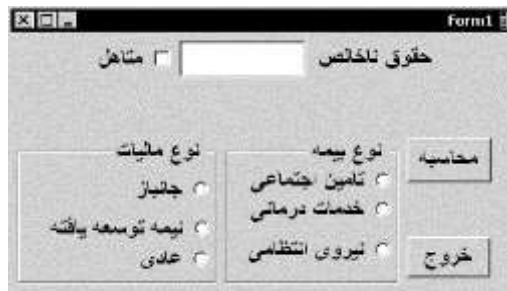 Form1
حقوق ناخالص
متاهل
محاسبه
نوع بیمه
تامین اجتماعی
خدمات درمانی
نیروی انتظامی
نوع مالیات
جانباز
نیمه توسعه یافته
عادی
خروج